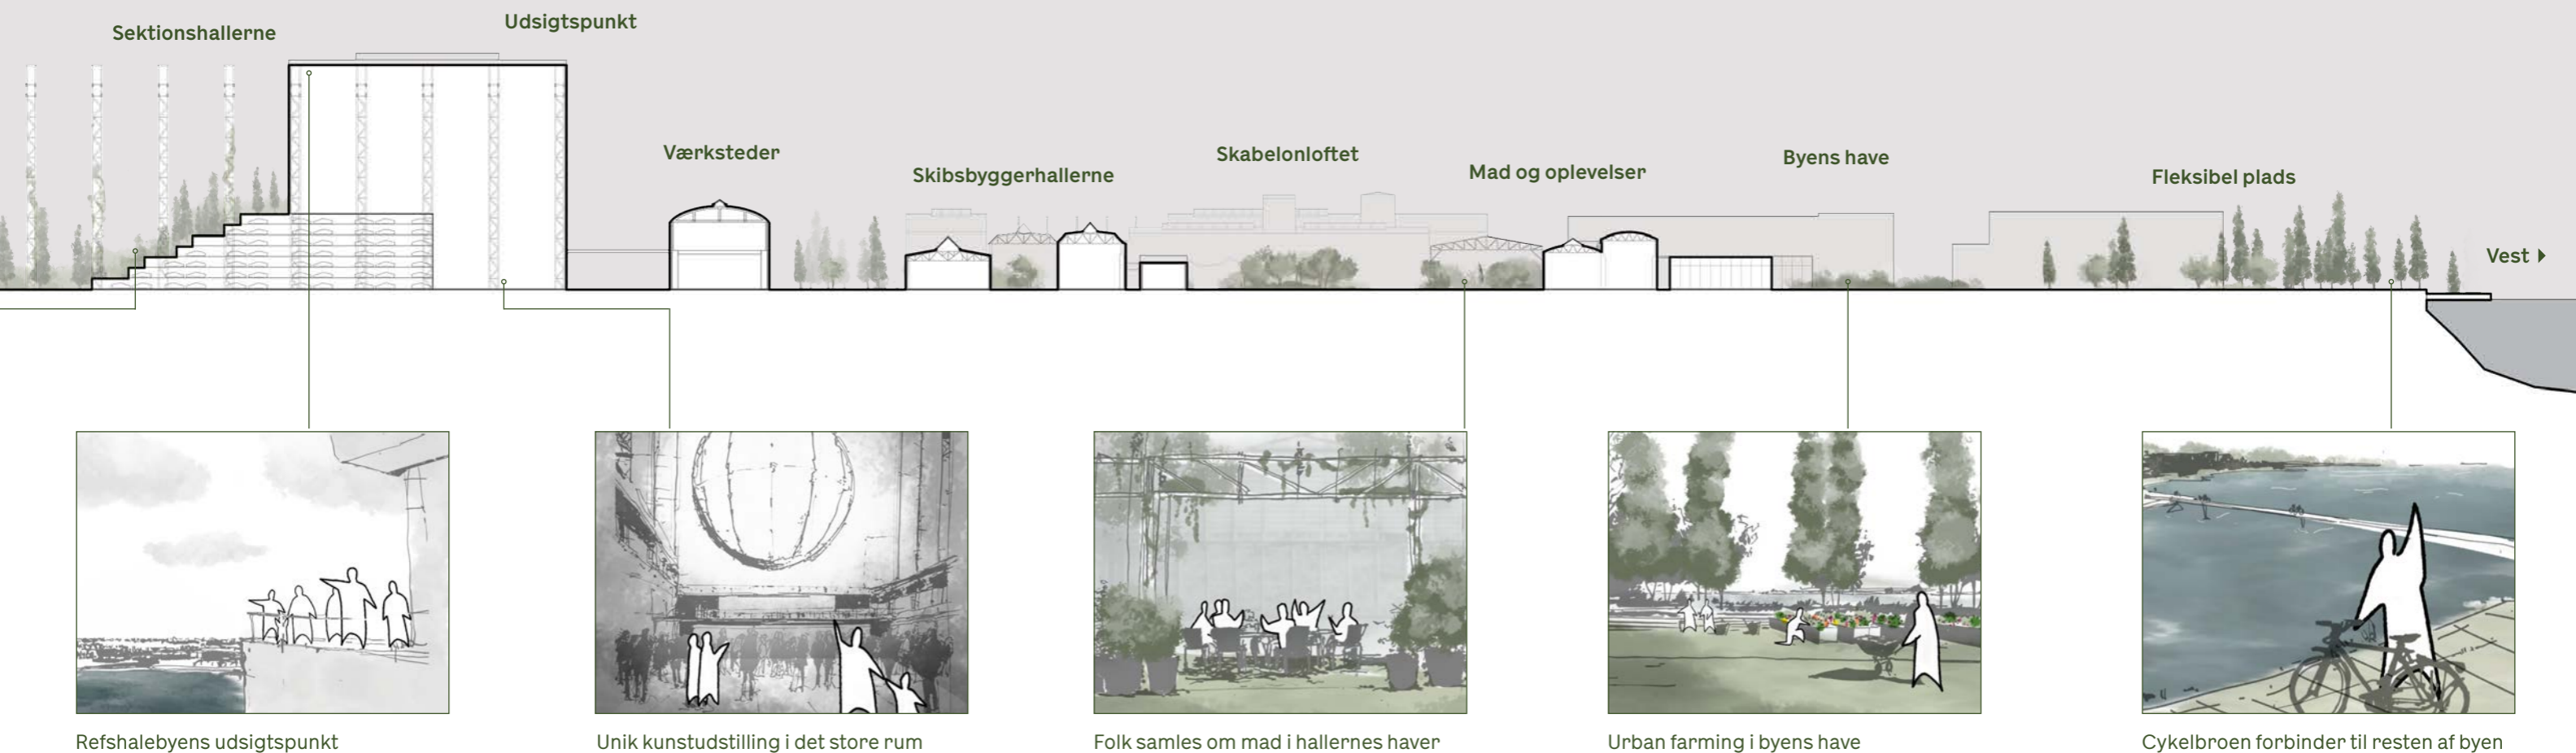 Sektionshallerne
Udsigtspunkt
Værksteder
Skibsbyggerhallerne
Skabelonloftet
Mad og oplevelser
Byens have
Fleksibel plads
Vest
Refshalebyens udsigtspunkt
Unik kunstudstilling i det store rum
Folk samles om mad i hallernes haver
Urban farming i byens have
Cykelbroen forbinder til resten af byen